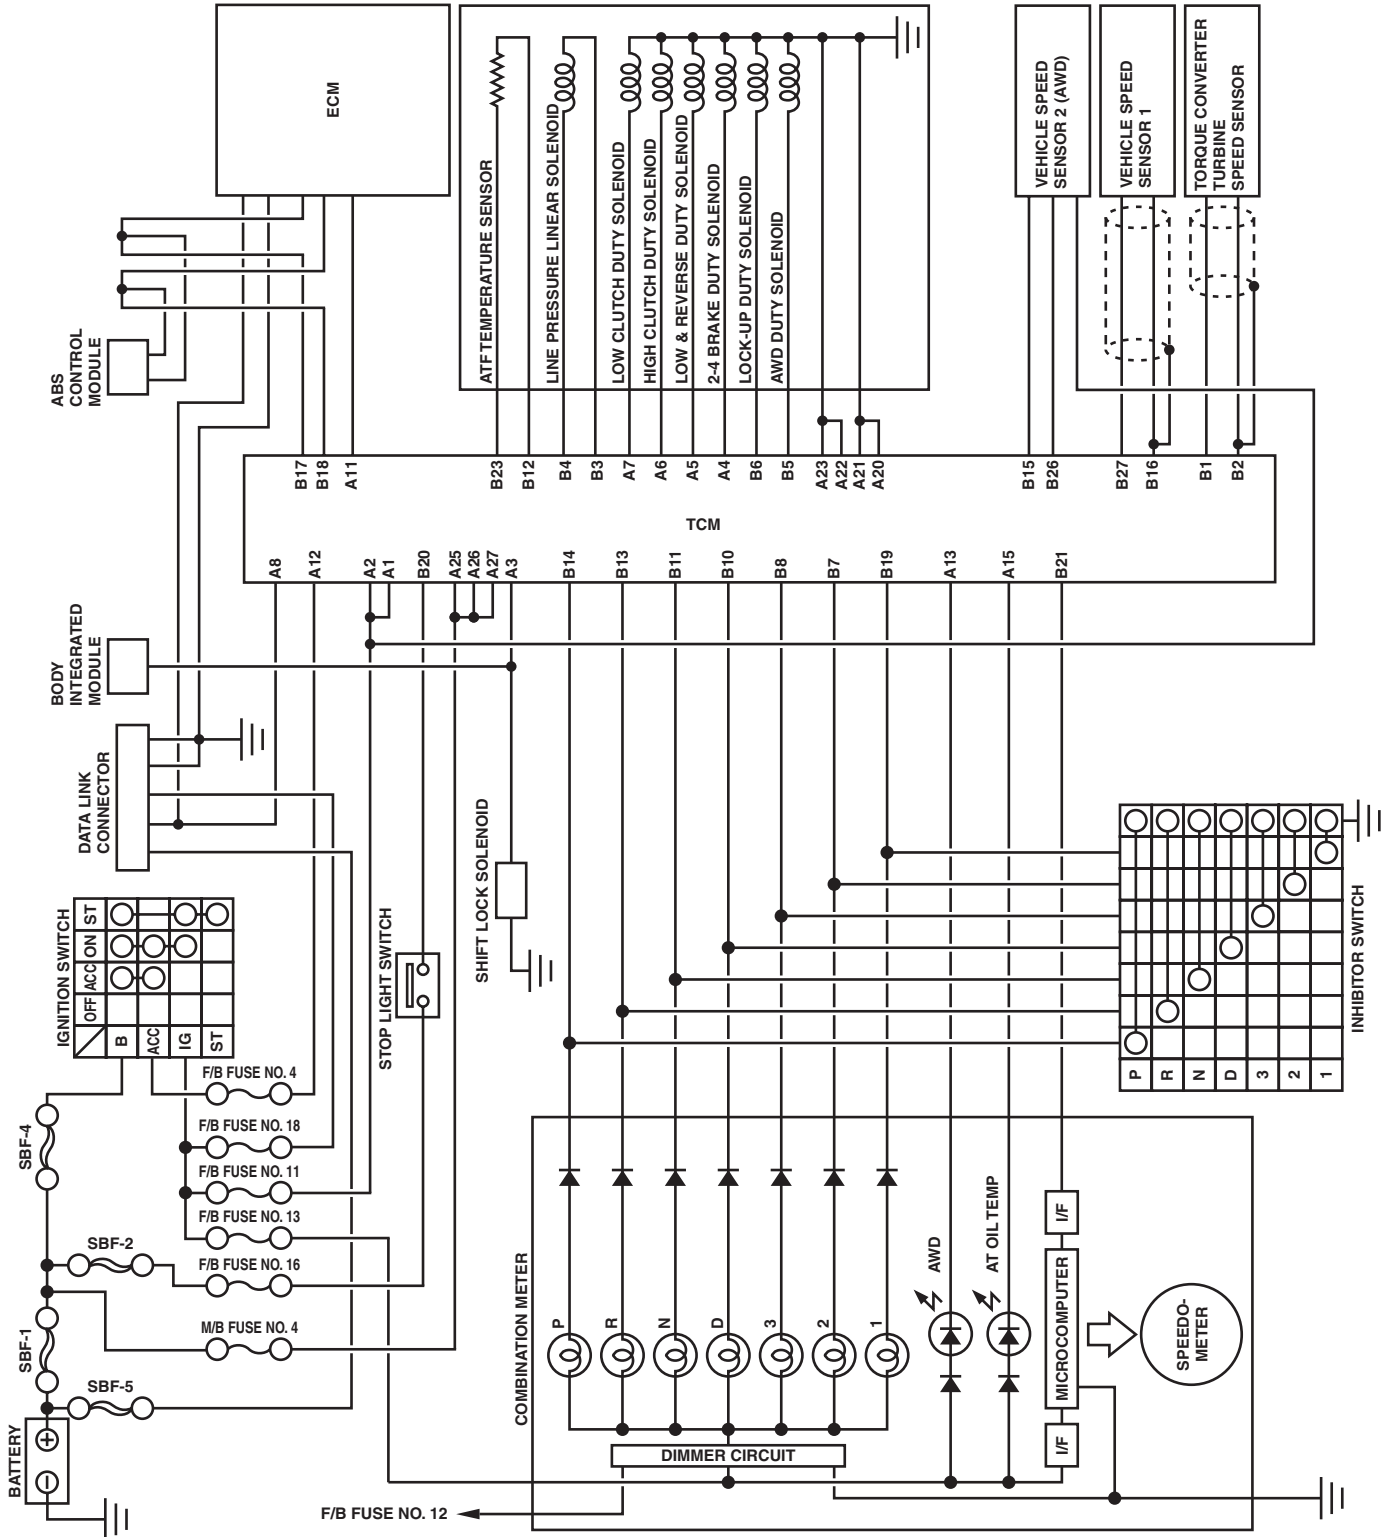 ECM
ABS
CONTROL
MODULE
ATF TEMPERATURE SENSOR
LINE PRESSURE LINEAR SOLENOID
LOW CLUTCH DUTY SOLENOID
HIGH CLUTCH DUTY SOLENOID
LOW & REVERSE DUTY SOLENOID
2-4 BRAKE DUTY SOLENOID
LOCK-UP DUTY SOLENOID
AWD DUTY SOLENOID
VEHICLE SPEED
SENSOR 2 (AWD)
VEHICLE SPEED
SENSOR 1
TORQUE CONVERTER
TURBINE
SPEED SENSOR
B17
B18
A11
B23
B12
B4
B3
A7
A6
A5
A4
B6
B5
A23
A22
A21
A20
B15
B26
B27
B16
B1
B2
TCM
A8
A12
A2
A1
B20
A25
A26
A27
A3
B14
B13
B11
B10
B8
B7
B19
A13
A15
B21
BODY
INTEGRATED
MODULE
DATA LINK
CONNECTOR
SHIFT LOCK SOLENOID
STOP LIGHT SWITCH
IGNITION SWITCH
OFF
ACC
ON
ST
B
ACC
IG
ST
INHIBITOR SWITCH
P
R
N
D
3
2
1
F/B FUSE NO. 4
F/B FUSE NO. 18
F/B FUSE NO. 11
F/B FUSE NO. 13
F/B FUSE NO. 16
M/B FUSE NO. 4
SBF-4
SBF-2
SBF-1
SBF-5
BATTERY
COMBINATION METER
P
R
N
D
3
2
1
AWD
AT OIL TEMP
I/F
MICROCOMPUTER
I/F
SPEEDO-
METER
DIMMER CIRCUIT
F/B FUSE NO. 12